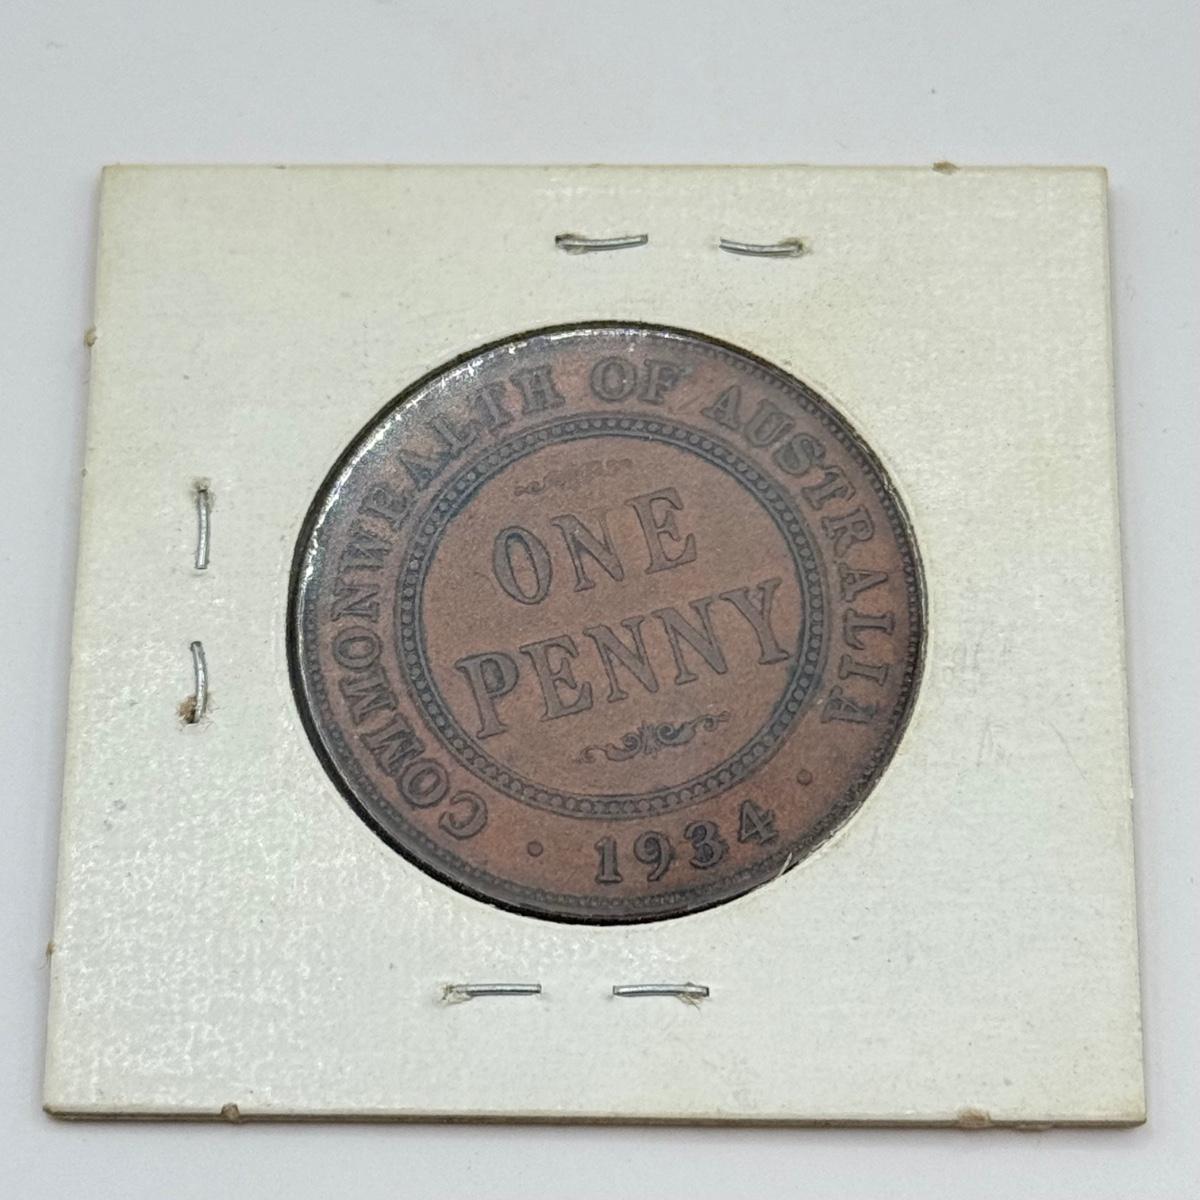 COMMONWEALTH OF AUSTRALIA
ONE
PENNY
· 1934 ·